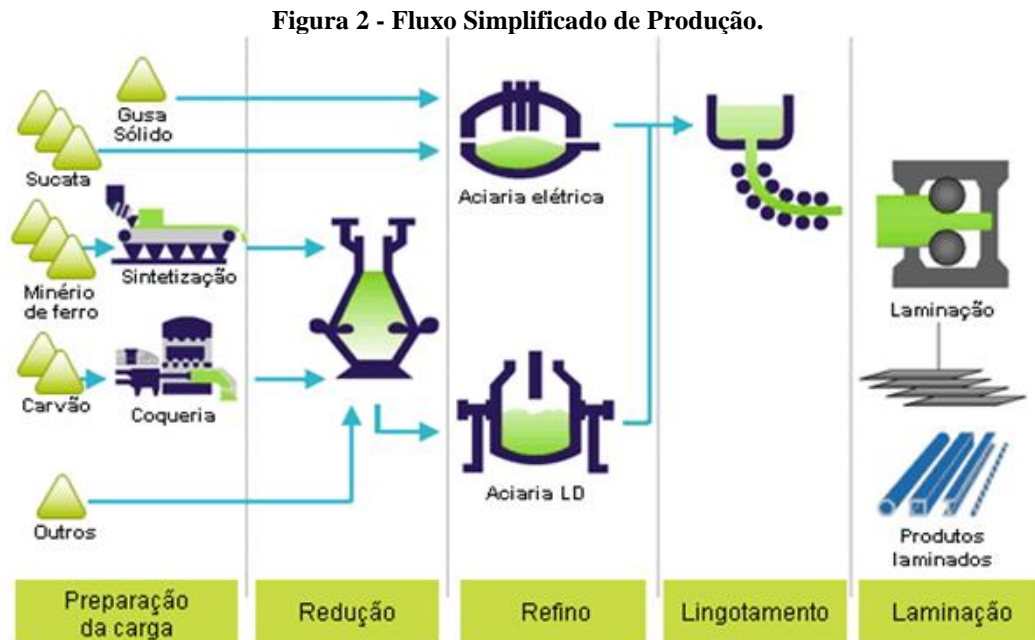 Figura 2 - Fluxo Simplificado de Produção.
Gusa
Sólido
Sucata
Aciaria elétrica
Sintetização
Minério
de ferro
Laminação
Carvão
Coqueria
Aciaria LD
Outros
Produtos
laminados
Preparação
da carga
Redução
Refino
Lingotamento
Laminação